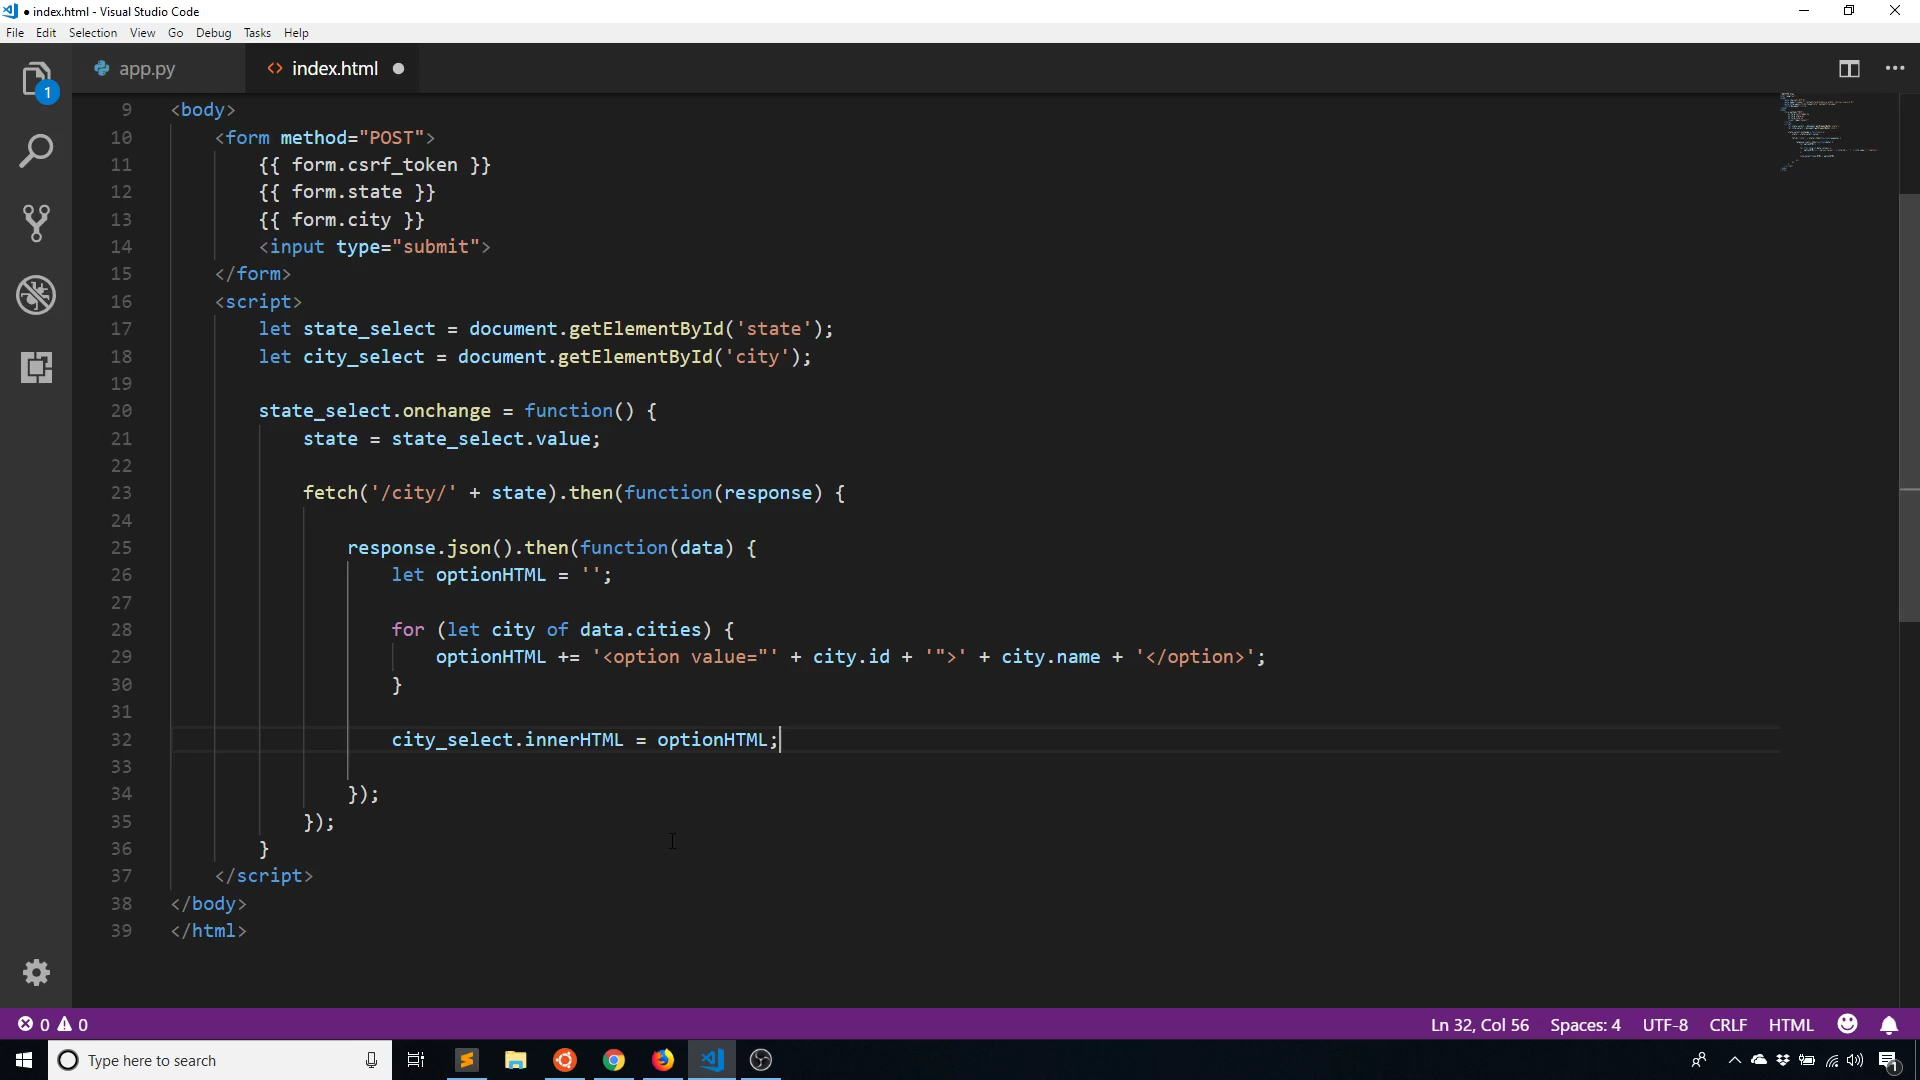 index.html - Visual Studio Code
File Edit Selection View Go Debug Tasks Help
1
app.py
index.html
9 <body>
10 <form method="POST">
11 {{ form.csrf_token }}
12 {{ form.state }}
13 {{ form.city }}
14 <input type="submit">
15 </form>
16 <script>
17 let state_select = document.getElementById('state');
18 let city_select = document.getElementById('city');
19
20 state_select.onchange = function() {
21 state = state_select.value;
22
23 fetch('/city/' + state).then(function(response) {
24
25 response.json().then(function(data) {
26 let optionHTML = '';
27
28 for (let city of data.cities) {
29 optionHTML += '<option value="' + city.id + '">' + city.name + '</option>';
30 }
31
32 city_select.innerHTML = optionHTML;
33
34 });
35 });
36 }
37 </script>
38 </body>
39 </html>
0 0
Ln 32, Col 56 Spaces: 4 UTF-8 CRLF HTML
Type here to search
1